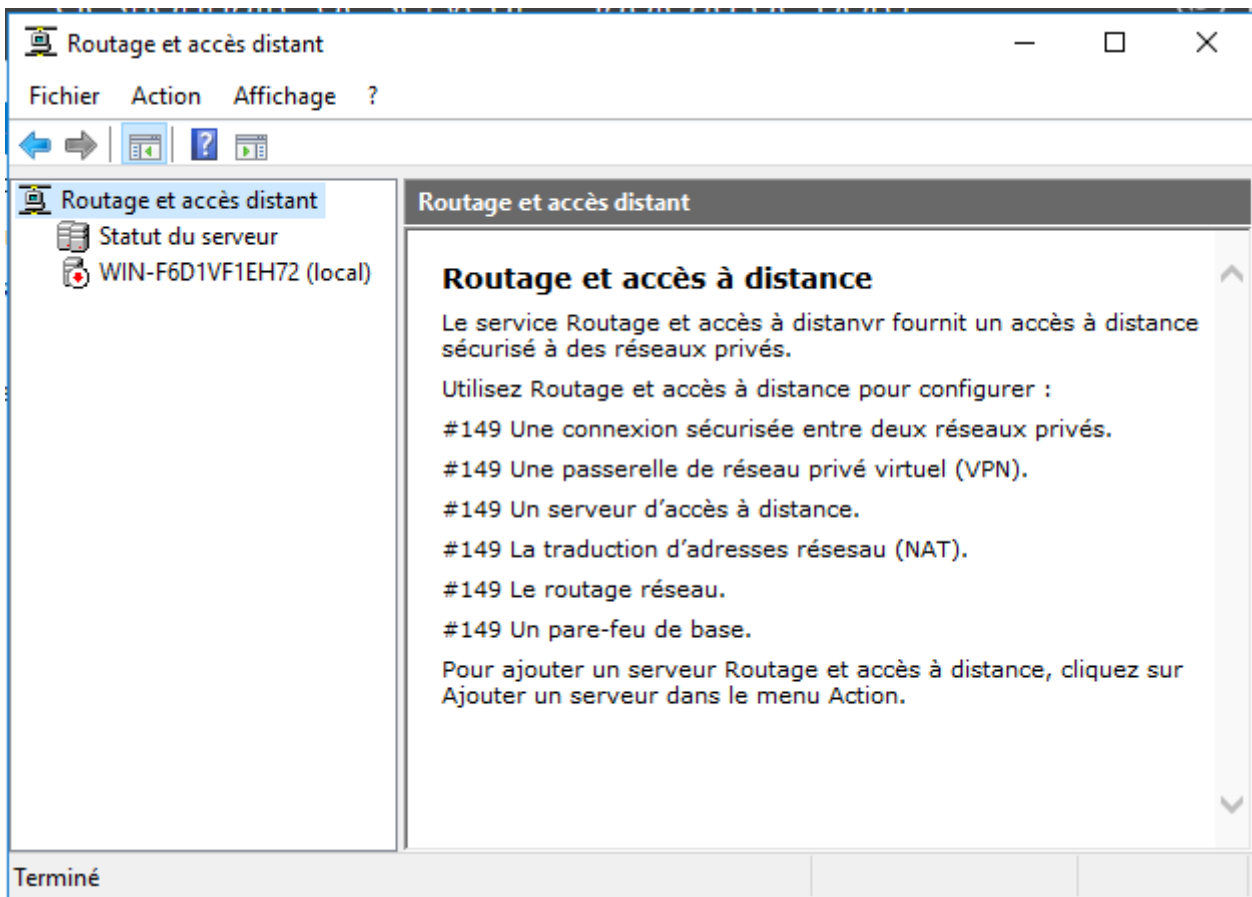 Routage et accès distant
Fichier Action Affichage ?
Routage et accès distant
Statut du serveur
WIN-F6D1VF1EH72 (local)
Routage et accès distant
Routage et accès à distance
Le service Routage et accès à distanvr fournit un accès à distance
sécurisé à des réseaux privés.
Utilisez Routage et accès à distance pour configurer :
#149 Une connexion sécurisée entre deux réseaux privés.
#149 Une passerelle de réseau privé virtuel (VPN).
#149 Un serveur d’accès à distance.
#149 La traduction d’adresses résesau (NAT).
#149 Le routage réseau.
#149 Un pare-feu de base.
Pour ajouter un serveur Routage et accès à distance, cliquez sur
Ajouter un serveur dans le menu Action.
Terminé